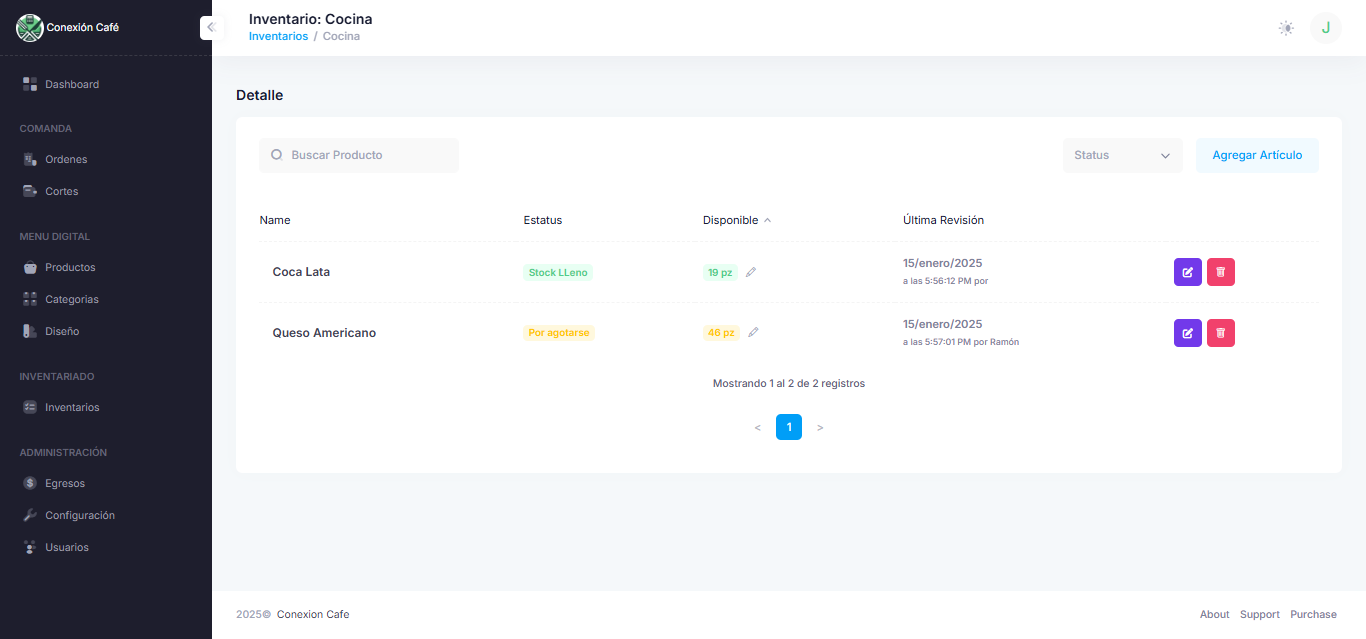 Conexión Café
Dashboard
COMANDA
Ordenes
Cortes
MENU DIGITAL
Productos
Categorias
Diseño
INVENTARIADO
Inventarios
ADMINISTRACIÓN
Egresos
Configuración
Usuarios
Inventario: Cocina
Inventarios / Cocina
J
Detalle
Buscar Producto
Status
Agregar Artículo
Name Estatus Disponible Última Revisión
Coca Lata Stock LLeno 19 pz 15/enero/2025
a las 5:56:12 PM por
Queso Americano Por agotarse 46 pz 15/enero/2025
a las 5:57:01 PM por Ramón
Mostrando 1 al 2 de 2 registros
< 1 >
2025© Conexion Cafe
About Support Purchase